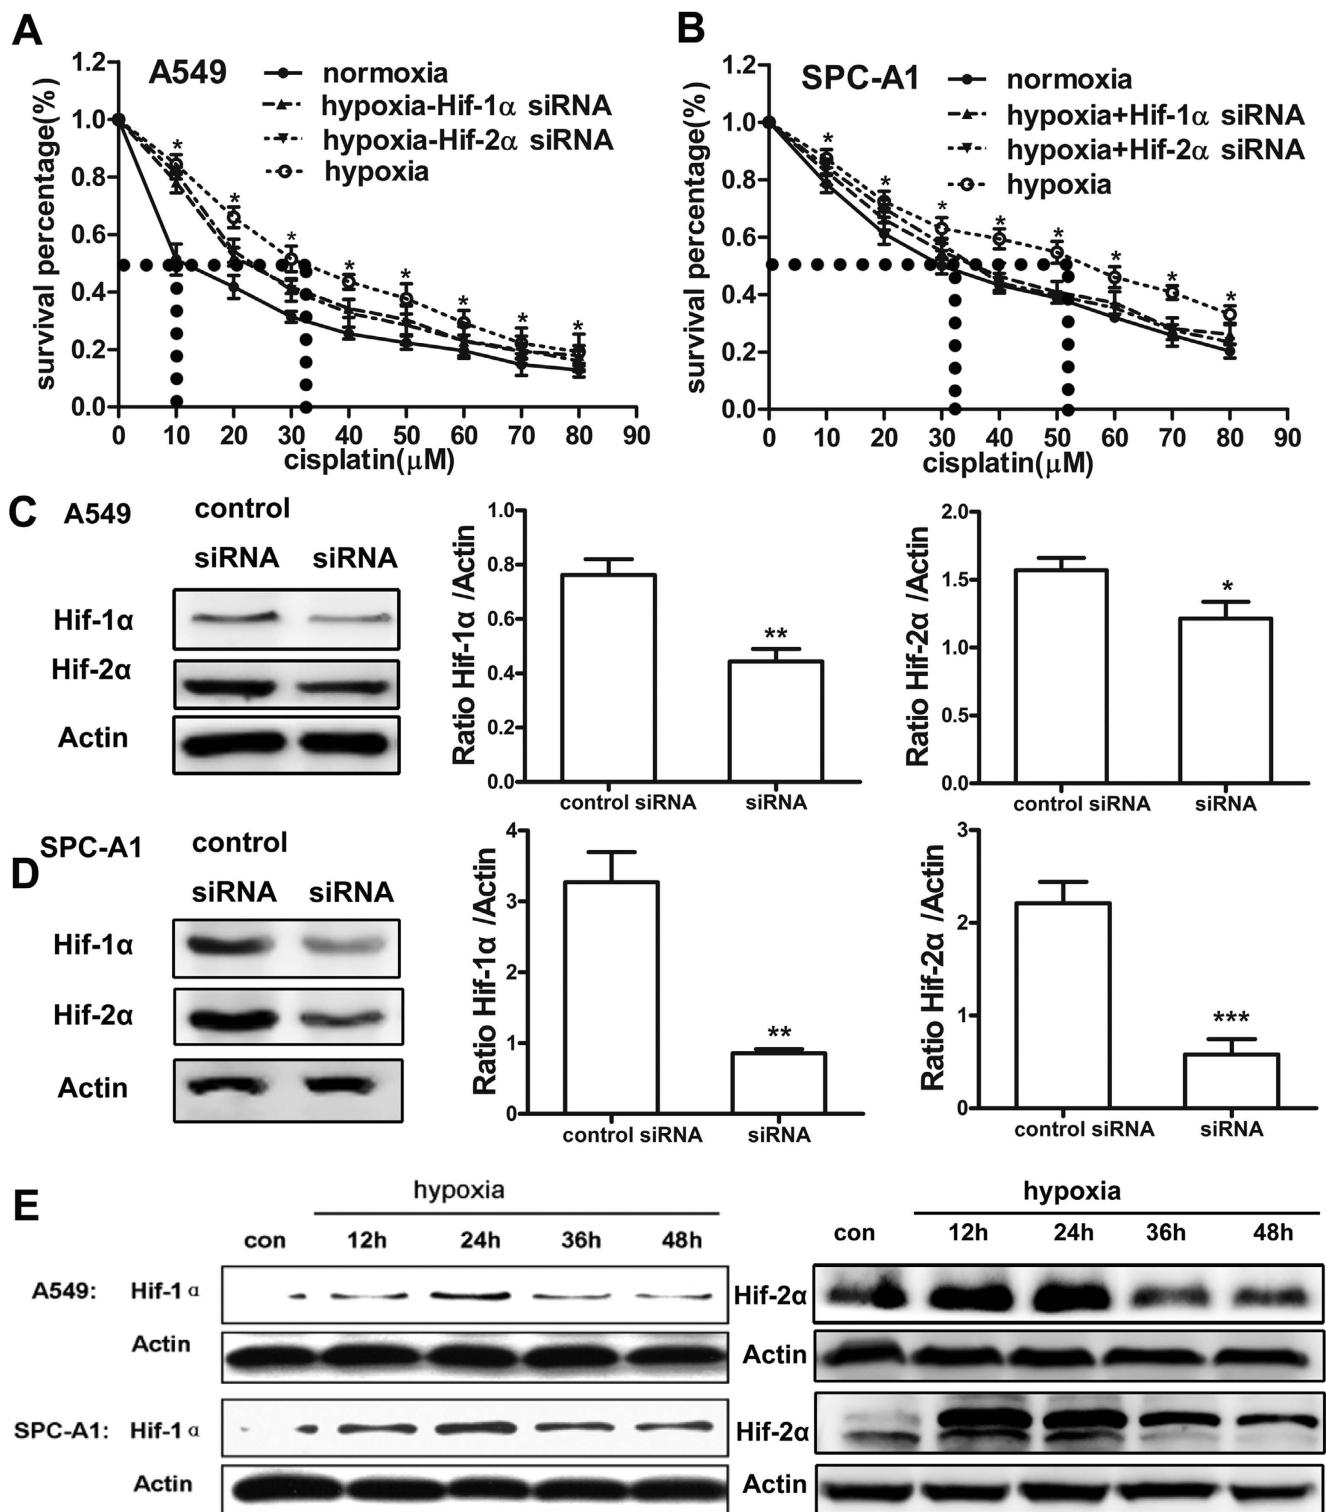 A
A549
normoxia
hypoxia-Hif-1α siRNA
hypoxia-Hif-2α siRNA
hypoxia
survival percentage(%)
1.2
1.0
0.8
0.6
0.4
0.2
0.0
* * * * * * * *
0 10 20 30 40 50 60 70 80 90
cisplatin(μM)
B
SPC-A1
normoxia
hypoxia+Hif-1α siRNA
hypoxia+Hif-2α siRNA
hypoxia
survival percentage(%)
1.2
1.0
0.8
0.6
0.4
0.2
0.0
* * * * * * * *
0 10 20 30 40 50 60 70 80 90
cisplatin(μM)
C
A549
control
siRNA siRNA
Hif-1α
Hif-2α
Actin
Ratio Hif-1α /Actin
1.0
0.8
0.6
0.4
0.2
0.0
**
control siRNA siRNA
Ratio Hif-2α /Actin
2.0
1.5
1.0
0.5
0.0
*
control siRNA siRNA
D
SPC-A1
control
siRNA siRNA
Hif-1α
Hif-2α
Actin
Ratio Hif-1α /Actin
4
3
2
1
0
**
control siRNA siRNA
Ratio Hif-2α /Actin
3
2
1
0
***
control siRNA siRNA
E
hypoxia
con 12h 24h 36h 48h
A549: Hif-1 α
Actin
SPC-A1: Hif-1 α
Actin
hypoxia
con 12h 24h 36h 48h
Hif-2α
Actin
Hif-2α
Actin